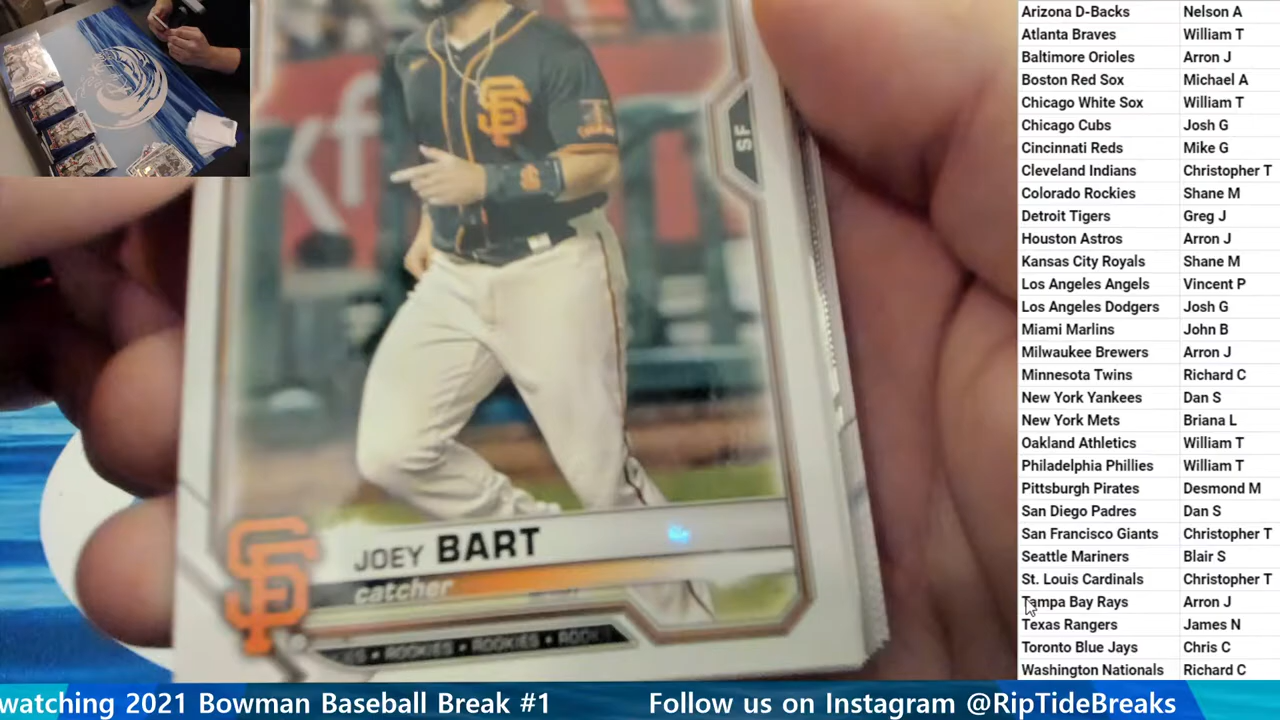 SF
SF
JOEY BART
catcher
SF
ROOKIES • ROOKIES
Arizona D-Backs Nelson A
Atlanta Braves William T
Baltimore Orioles Arron J
Boston Red Sox Michael A
Chicago White Sox William T
Chicago Cubs Josh G
Cincinnati Reds Mike G
Cleveland Indians Christopher T
Colorado Rockies Shane M
Detroit Tigers Greg J
Houston Astros Arron J
Kansas City Royals Shane M
Los Angeles Angels Vincent P
Los Angeles Dodgers Josh G
Miami Marlins John B
Milwaukee Brewers Arron J
Minnesota Twins Richard C
New York Yankees Dan S
New York Mets Briana L
Oakland Athletics William T
Philadelphia Phillies William T
Pittsburgh Pirates Desmond M
San Diego Padres Dan S
San Francisco Giants Christopher T
Seattle Mariners Blair S
St. Louis Cardinals Christopher T
Tampa Bay Rays Arron J
Texas Rangers James N
Toronto Blue Jays Chris C
Washington Nationals Richard C
watching 2021 Bowman Baseball Break #1 Follow us on Instagram @RipTideBreaks